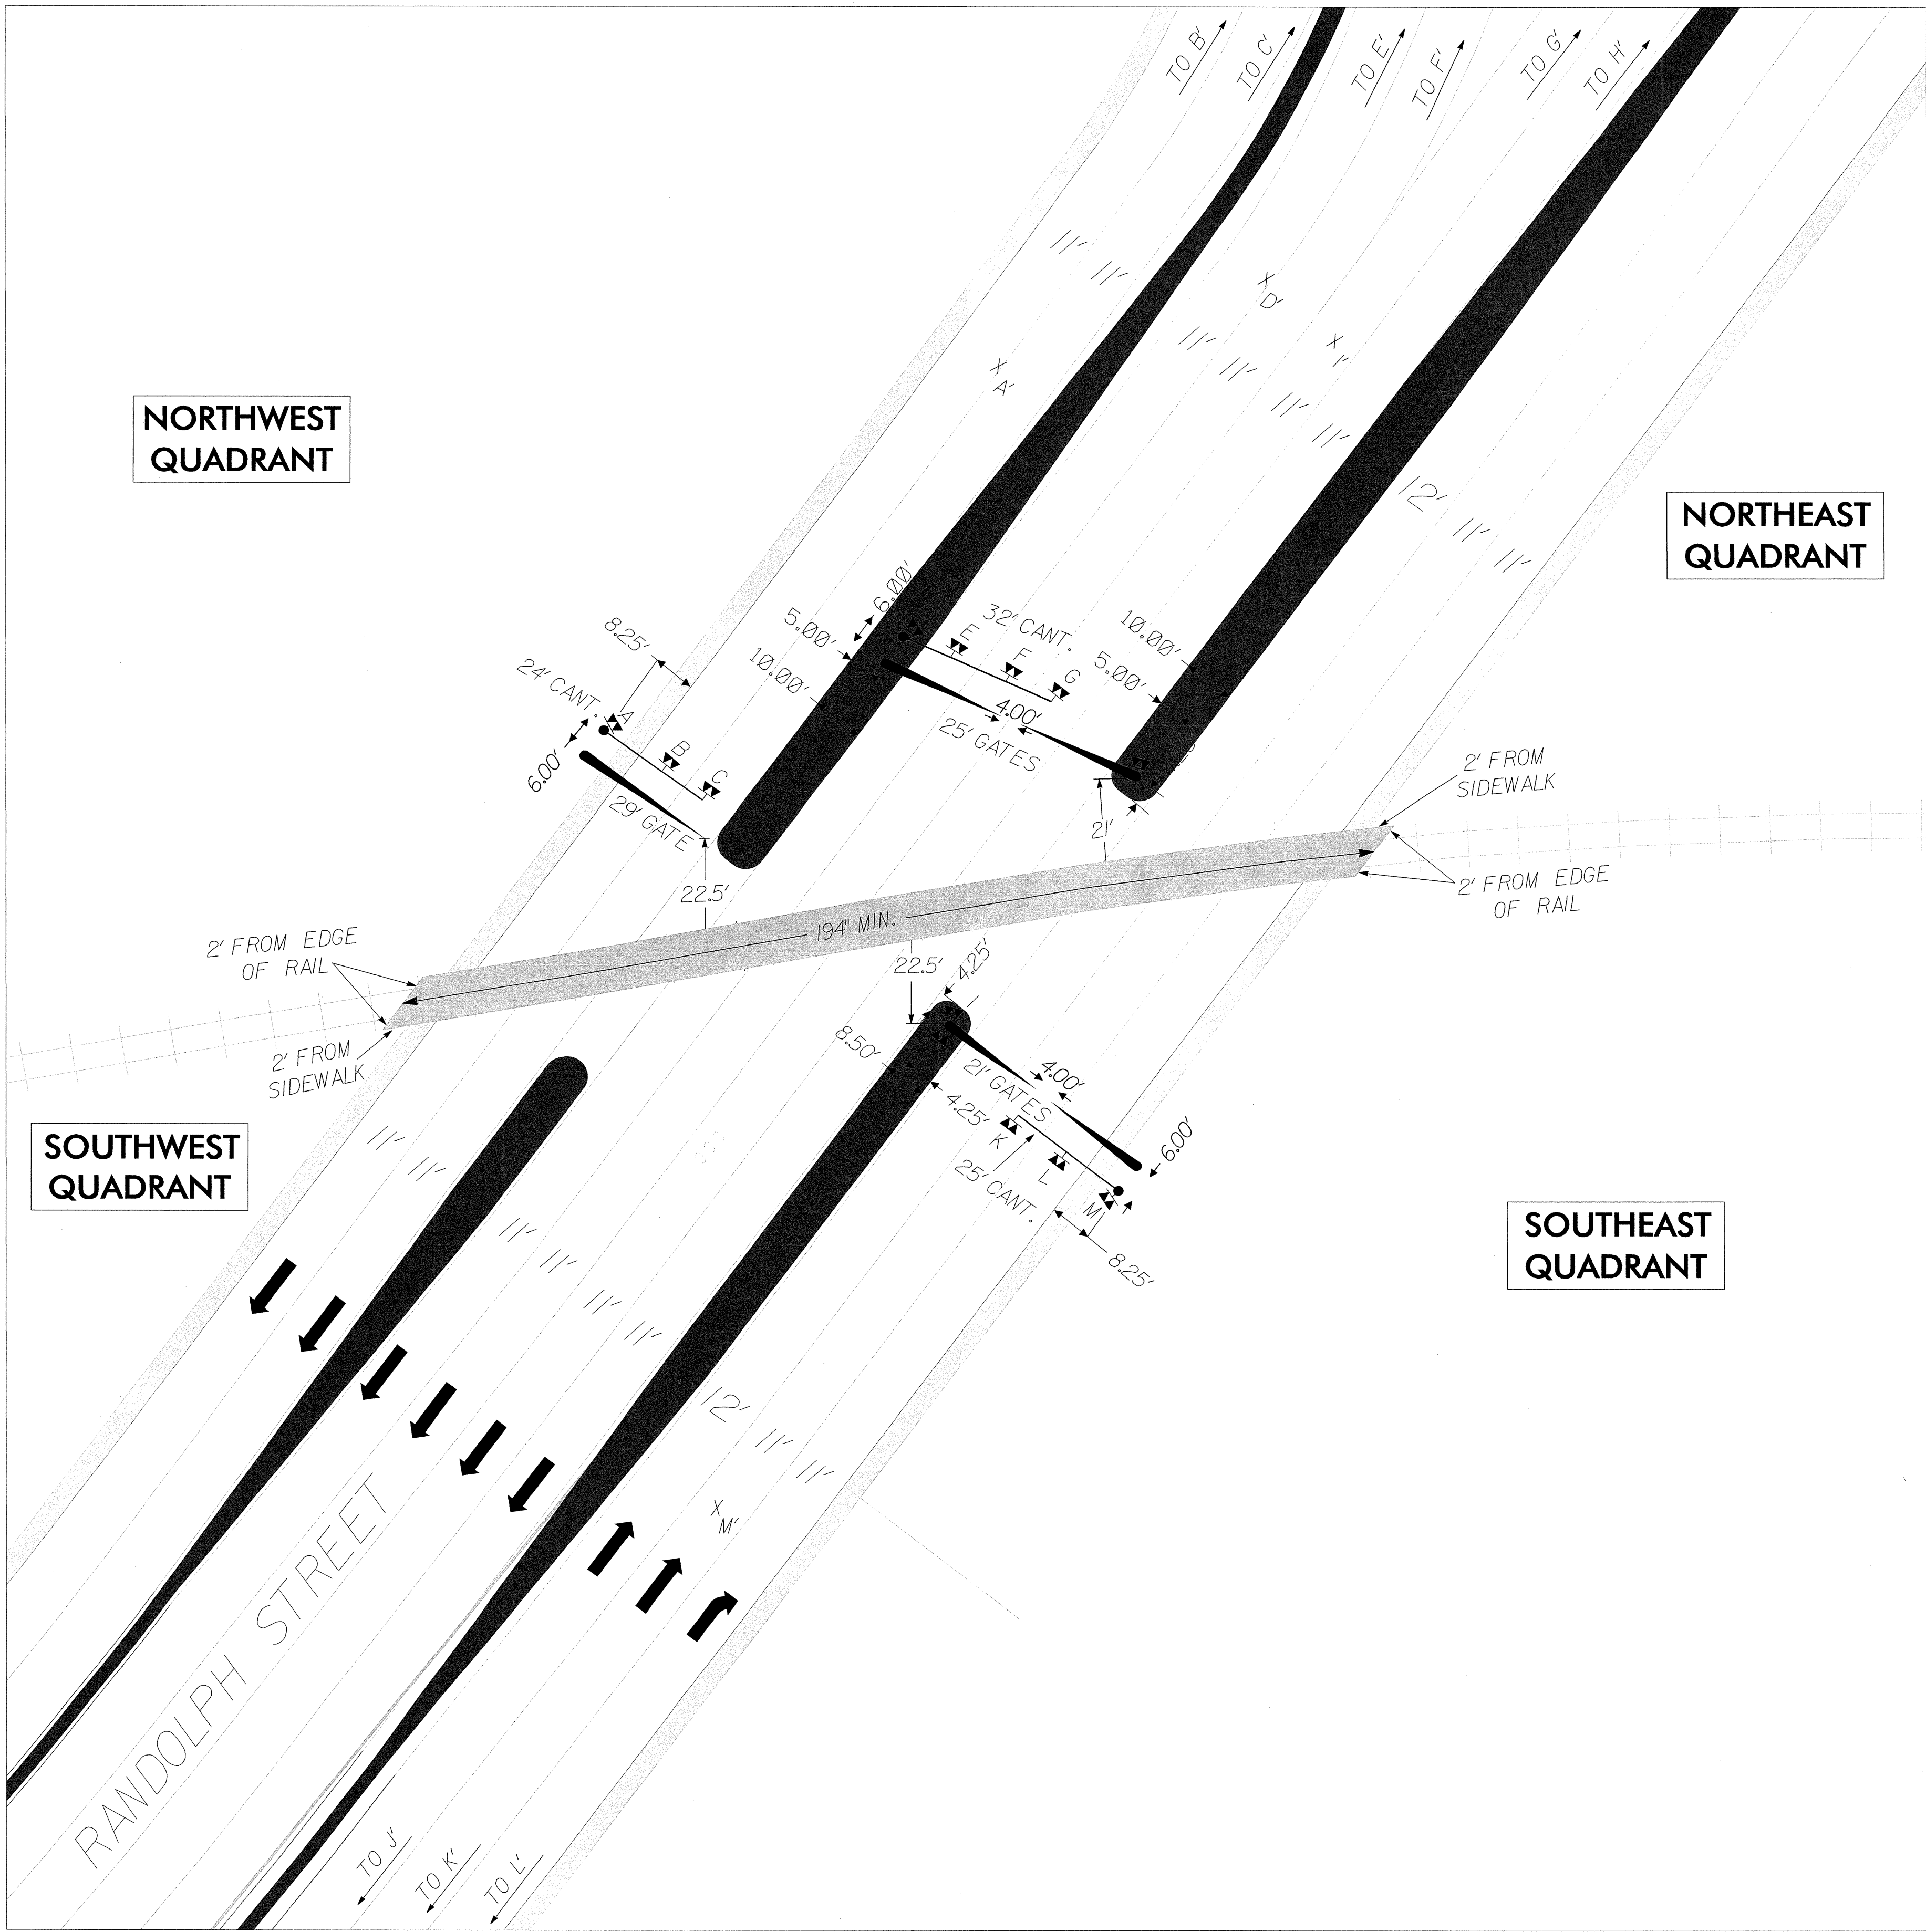 TO B'
TO C'
TO E'
TO F'
TO G'
TO H'
11'
11'
X
D'
X
A'
11'
11'
X
I'
11'
11'
NORTHWEST
QUADRANT
12'
11'
11'
NORTHEAST
QUADRANT
6.00'
5.00'
10.00'
32' CANT.
E
F
G
10.00'
5.00'
8.25'
24' CANT.
A
B
C
6.00'
29' GATE
4.00'
25' GATES
21'
2' FROM
SIDEWALK
22.5'
2' FROM EDGE
OF RAIL
194" MIN.
2' FROM EDGE
OF RAIL
22.5'
4.25'
I
2' FROM
SIDEWALK
8.50'
21' GATES
4.00'
4.25'
K
L
M
25' CANT.
6.00'
8.25'
SOUTHWEST
QUADRANT
11'
11'
11'
11'
11'
11'
SOUTHEAST
QUADRANT
12'
11'
11'
X
M'
RANDOLPH STREET
TO J'
TO K'
TO L'